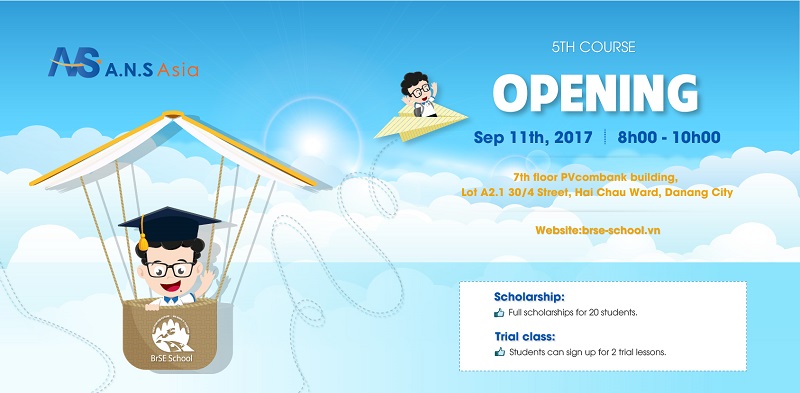 ANS A.N.S Asia
5TH COURSE
OPENING
Sep 11th, 2017 8h00 - 10h00
7th floor PVcombank building,
Lot A2.1 30/4 Street, Hai Chau Ward, Danang City
Website:brse-school.vn
Scholarship:
Full scholarships for 20 students.
Trial class:
Students can sign up for 2 trial lessons.
BrSE School